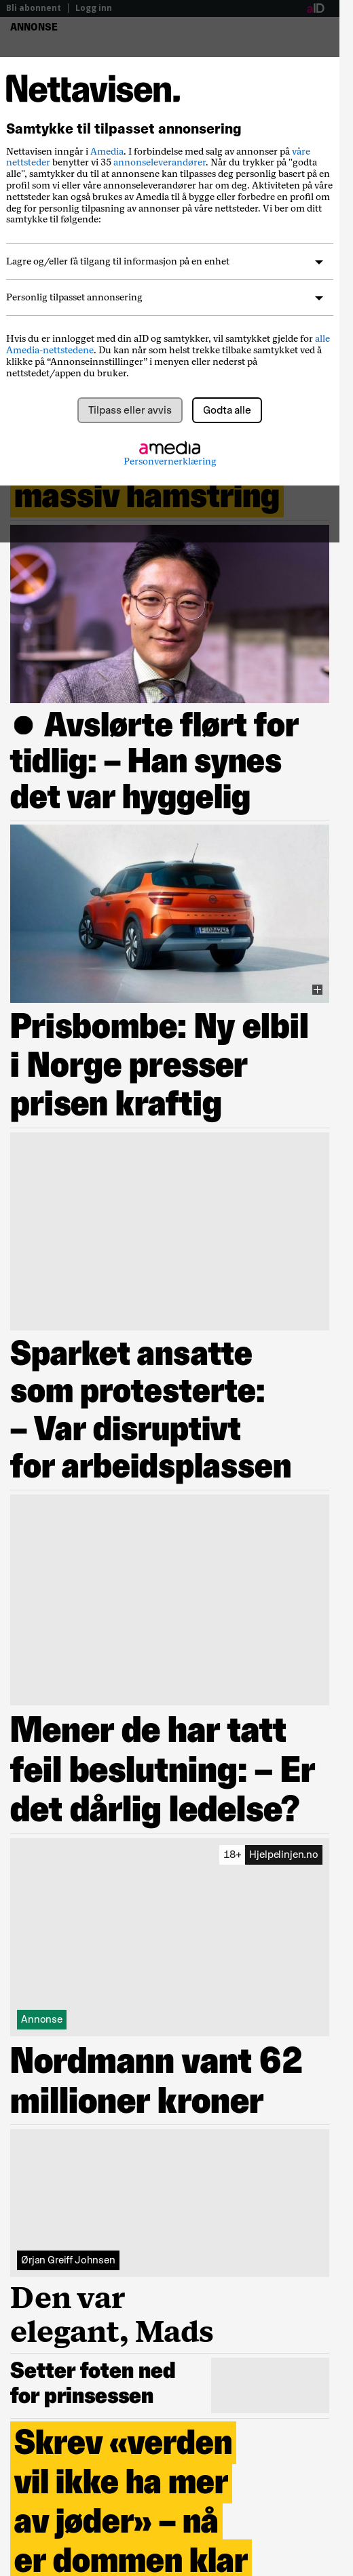 Bli abonnent | Logg inn aID
ANNONSE
Nettavisen.
Samtykke til tilpasset annonsering
Nettavisen inngår i Amedia. I forbindelse med salg av annonser på våre
nettsteder benytter vi 35 annonseleverandører. Når du trykker på "godta
alle", samtykker du til at annonsene kan tilpasses deg personlig basert på en
profil som vi eller våre annonseleverandører har om deg. Aktiviteten på våre
nettsteder kan også brukes av Amedia til å bygge eller forbedre en profil om
deg for personlig tilpasning av annonser på våre nettsteder. Vi ber om ditt
samtykke til følgende:
Lagre og/eller få tilgang til informasjon på en enhet
Personlig tilpasset annonsering
Hvis du er innlogget med din aID og samtykker, vil samtykket gjelde for alle
Amedia-nettstedene. Du kan når som helst trekke tilbake samtykket ved å
klikke på “Annonseinnstillinger” i menyen eller nederst på
nettstedet/appen du bruker.
Tilpass eller avvis
Godta alle
amedia
Personvernerklæring
massiv hamstring
● Avslørte flørt for
tidlig: – Han synes
det var hyggelig
Prisbombe: Ny elbil
i Norge presser
prisen kraftig
Sparket ansatte
som protesterte:
– Var disruptivt
for arbeidsplassen
Mener de har tatt
feil beslutning: – Er
det dårlig ledelse?
18+ Hjelpelinjen.no
Annonse
Nordmann vant 62
millioner kroner
Ørjan Greiff Johnsen
Den var
elegant, Mads
Setter foten ned
for prinsessen
Skrev «verden
vil ikke ha mer
av jøder» – nå
er dommen klar